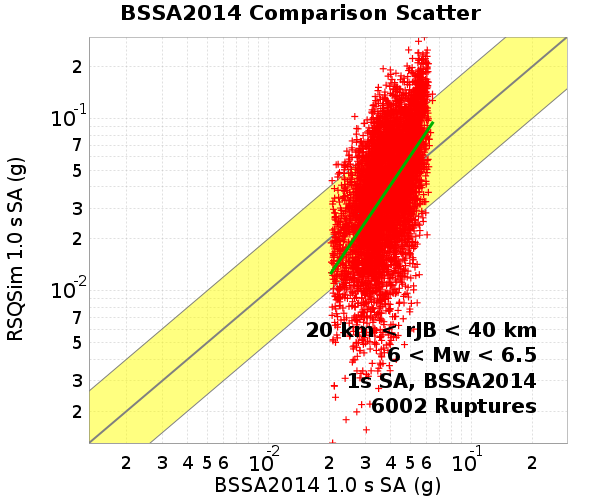 BSSA2014 Comparison Scatter
RSQSim 1.0 s SA (g)
2
10-1
7
5
3
2
10-2
7
5
3
2
20 km < rJB < 40 km
6 < Mw < 6.5
1s SA, BSSA2014
6002 Ruptures
2 3 4 5 6 10-2 2 3 4 5 6 10-1 2
BSSA2014 1.0 s SA (g)